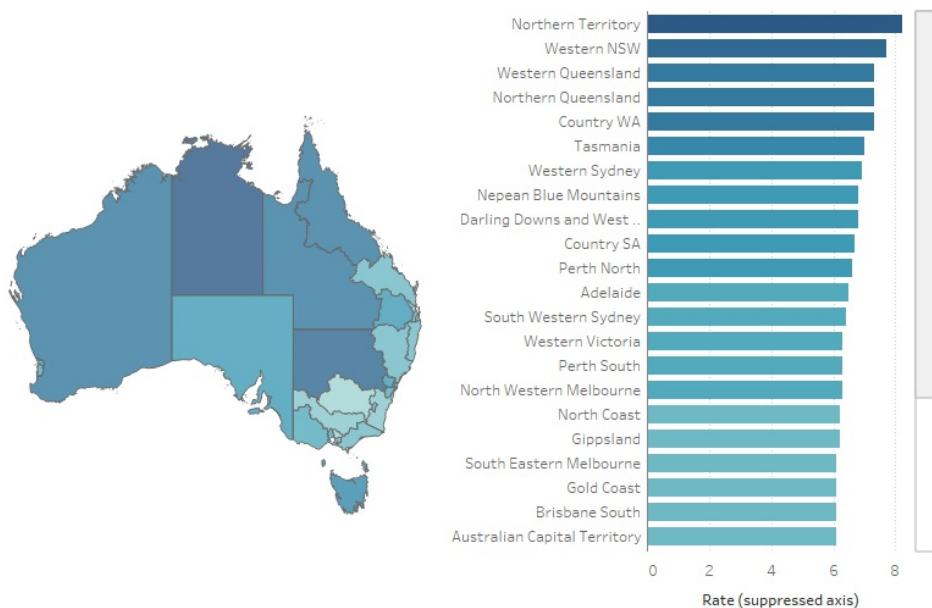 Northern Territory
Western NSW
Western Queensland
Northern Queensland
Country WA
Tasmania
Western Sydney
Nepean Blue Mountains
Darling Downs and West ..
Country SA
Perth North
Adelaide
South Western Sydney
Western Victoria
Perth South
North Western Melbourne
North Coast
Gippsland
South Eastern Melbourne
Gold Coast
Brisbane South
Australian Capital Territory
0 2 4 6 8
Rate (suppressed axis)